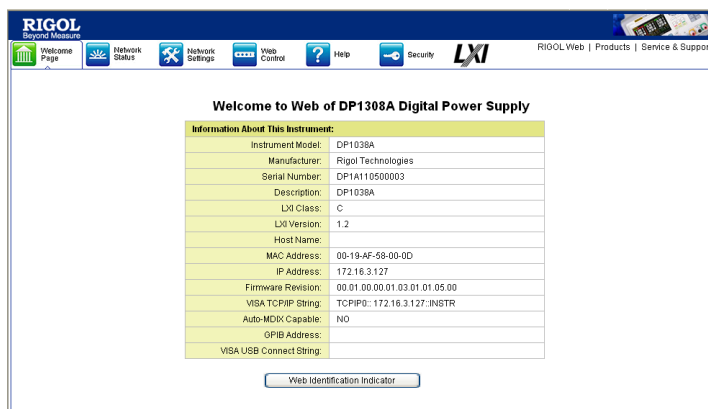 RIGOL
Beyond Measure
Welcome Page
Network Status
Network Settings
Web Control
Help
Security
LXI
RIGOL Web | Products | Service & Suppor
Welcome to Web of DP1308A Digital Power Supply
Information About This Instrument:
Instrument Model: DP1038A
Manufacturer: Rigol Technologies
Serial Number: DP1A110500003
Description: DP1038A
LXI Class: C
LXI Version: 1.2
Host Name:
MAC Address: 00-19-AF-58-00-0D
IP Address: 172.16.3.127
Firmware Revision: 00.01.00.00.01.03.01.01.05.00
VISA TCP/IP String: TCPIP0:: 172.16.3.127::INSTR
Auto-MDIX Capable: NO
GPIB Address:
VISA USB Connect String:
Web Identification Indicator